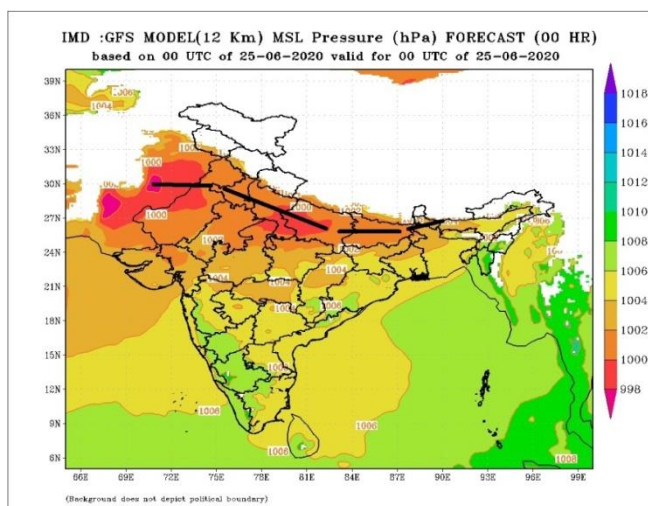 IMD :GFS MODEL(12 Km) MSL Pressure (hPa) FORECAST (00 HR)
based on 00 UTC of 25-06-2020 valid for 00 UTC of 25-06-2020
39N
36N
33N
30N
27N
24N
21N
18N
15N
12N
9N
6N
66E 69E 72E 75E 78E 81E 84E 87E 90E 93E 96E 99E
1018
1016
1014
1012
1010
1008
1006
1004
1002
1000
998
1006
1004
1000
1000
1000
1002
1004
1004
1006
1006
1006
1006
1008
(Background does not depict political boundary)